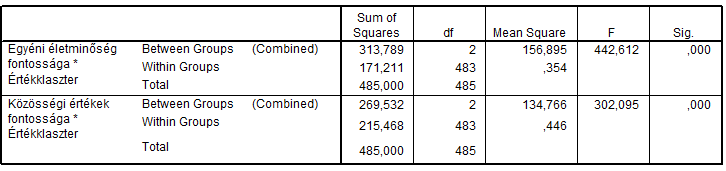 Sum of
Squares df Mean Square F Sig.
Egyéni életminőség Between Groups (Combined) 313,789 2 156,895 442,612 ,000
fontossága * Within Groups 171,211 483 ,354
Értékklaszter Total 485,000 485
Közösségi értékek Between Groups (Combined) 269,532 2 134,766 302,095 ,000
fontossága * Within Groups 215,468 483 ,446
Értékklaszter Total 485,000 485